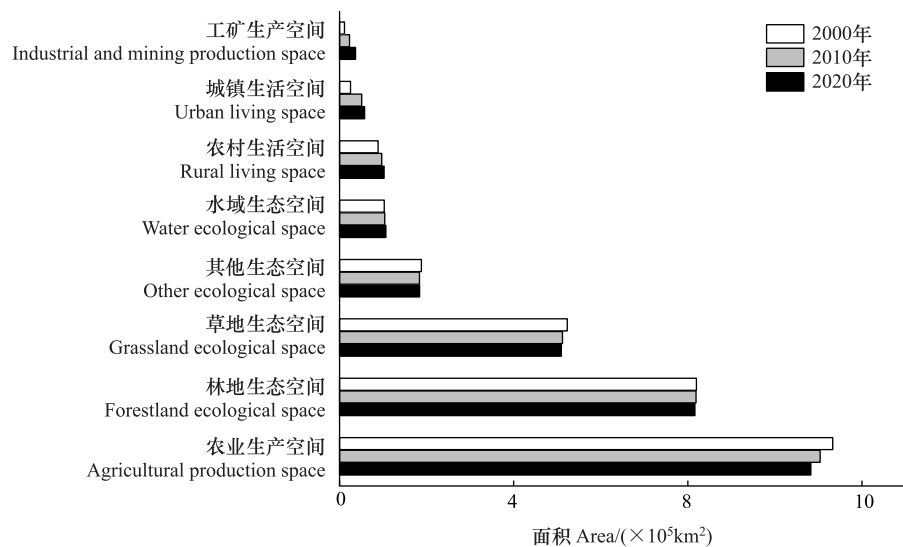 工矿生产空间
Industrial and mining production space
城镇生活空间
Urban living space
农村生活空间
Rural living space
水域生态空间
Water ecological space
其他生态空间
Other ecological space
草地生态空间
Grassland ecological space
林地生态空间
Forestland ecological space
农业生产空间
Agricultural production space
2000年
2010年
2020年
0 4 8 10
面积 Area/(×10⁵km²)